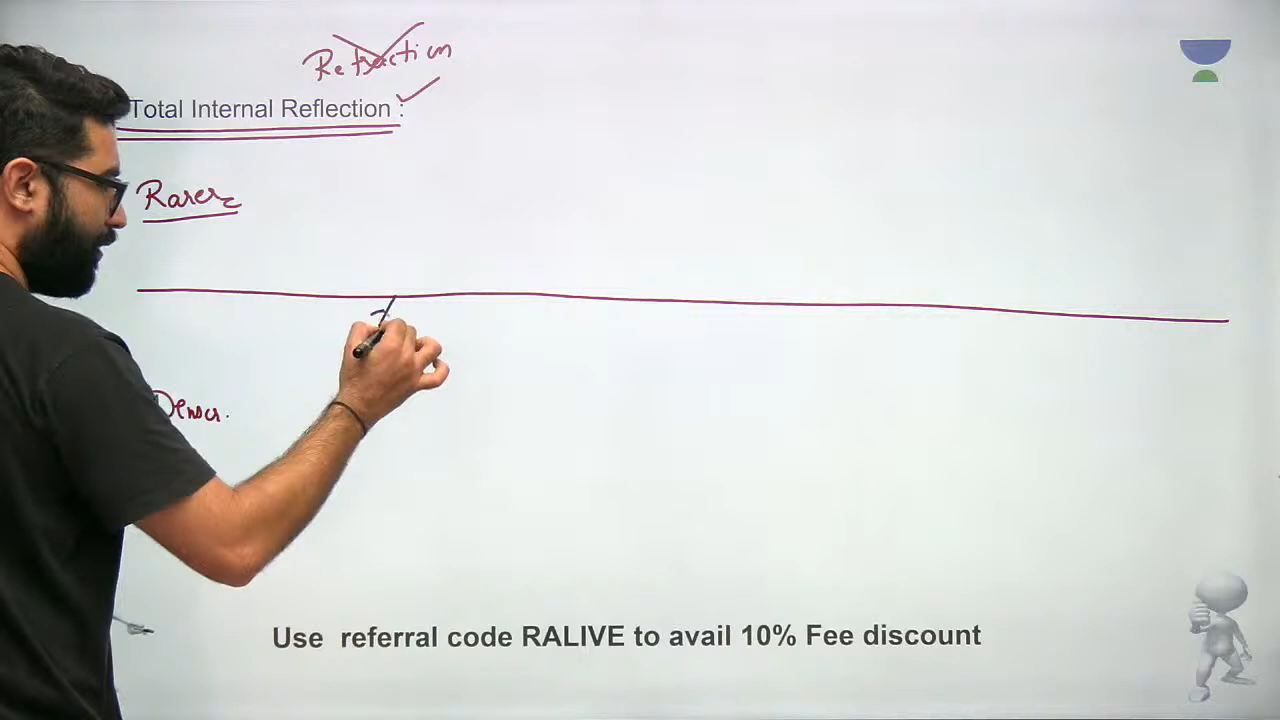 Refraction
Total Internal Reflection :
Rarer
Denser.
Use referral code RALIVE to avail 10% Fee discount